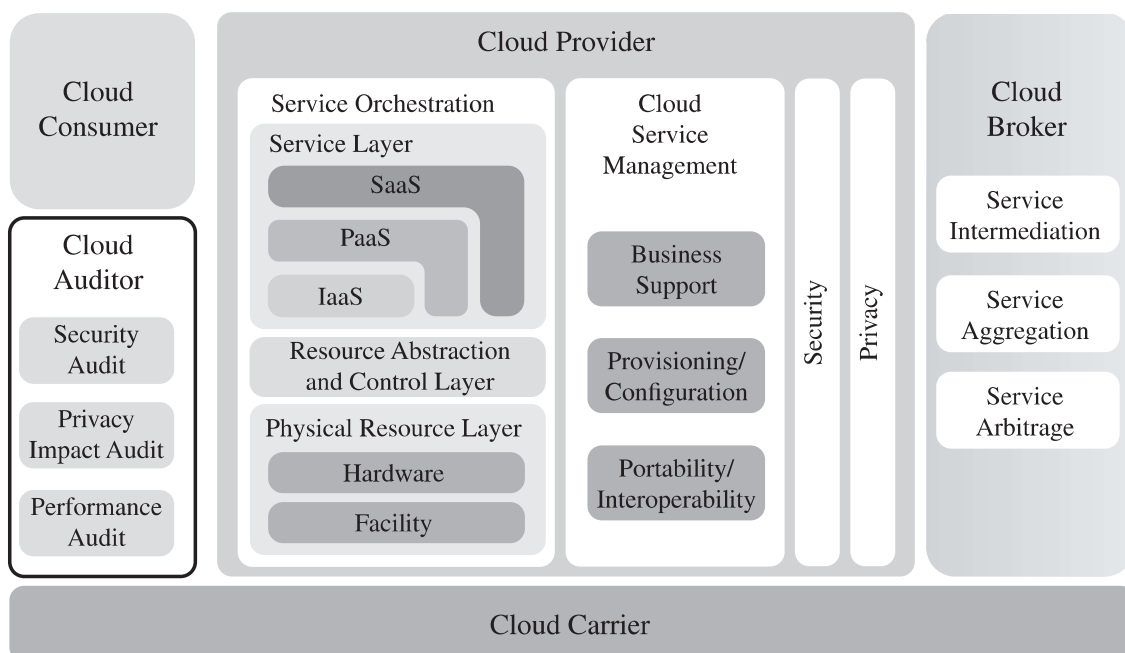 Cloud
Consumer
Cloud
Auditor
Security
Audit
Privacy
Impact Audit
Performance
Audit
Cloud Provider
Service Orchestration
Service Layer
SaaS
PaaS
IaaS
Resource Abstraction
and Control Layer
Physical Resource Layer
Hardware
Facility
Cloud
Service
Management
Business
Support
Provisioning/
Configuration
Portability/
Interoperability
Security
Privacy
Cloud
Broker
Service
Intermediation
Service
Aggregation
Service
Arbitrage
Cloud Carrier